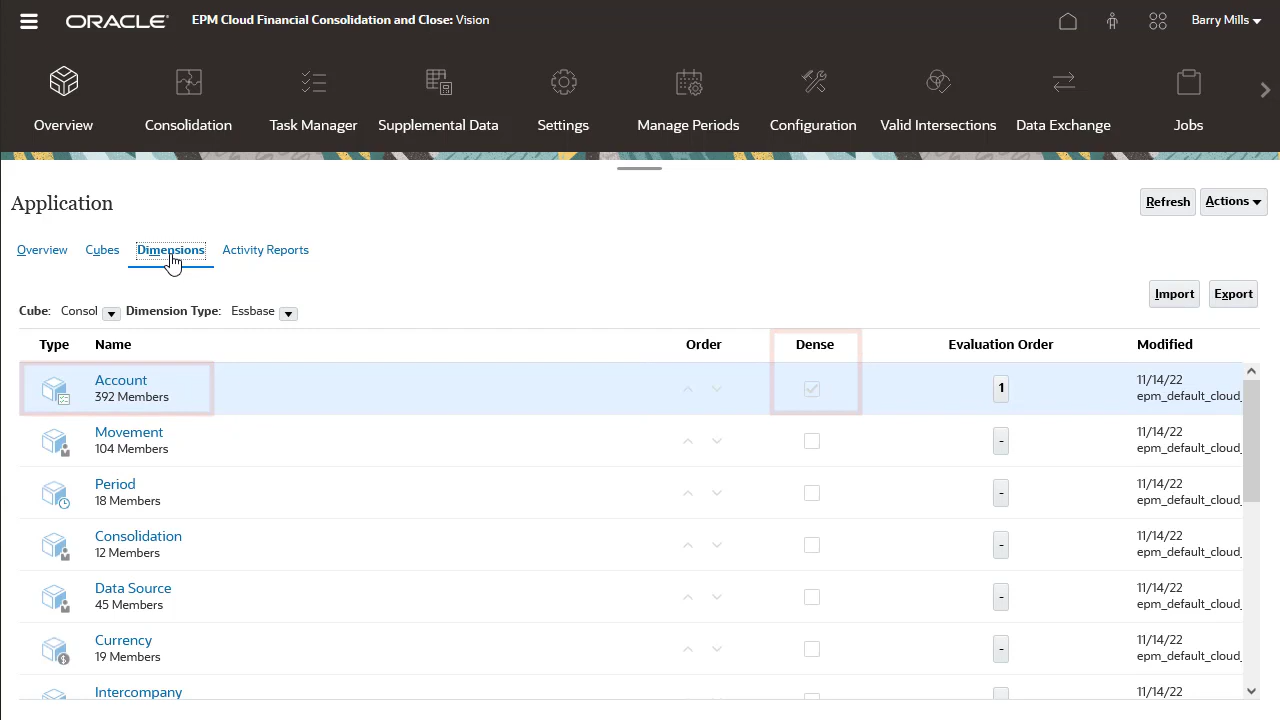 ORACLE EPM Cloud Financial Consolidation and Close: Vision Barry Mills
Overview Consolidation Task Manager Supplemental Data Settings Manage Periods Configuration Valid Intersections Data Exchange Jobs
Application
Refresh Actions
Overview Cubes Dimensions Activity Reports
Import Export
Cube: Consol Dimension Type: Essbase
Type Name Order Dense Evaluation Order Modified
Account 1 11/14/22
392 Members epm_default_cloud_
Movement - 11/14/22
104 Members epm_default_cloud_
Period - 11/14/22
18 Members epm_default_cloud_
Consolidation - 11/14/22
12 Members epm_default_cloud_
Data Source - 11/14/22
45 Members epm_default_cloud_
Currency - 11/14/22
19 Members epm_default_cloud_
Intercompany 11/14/22